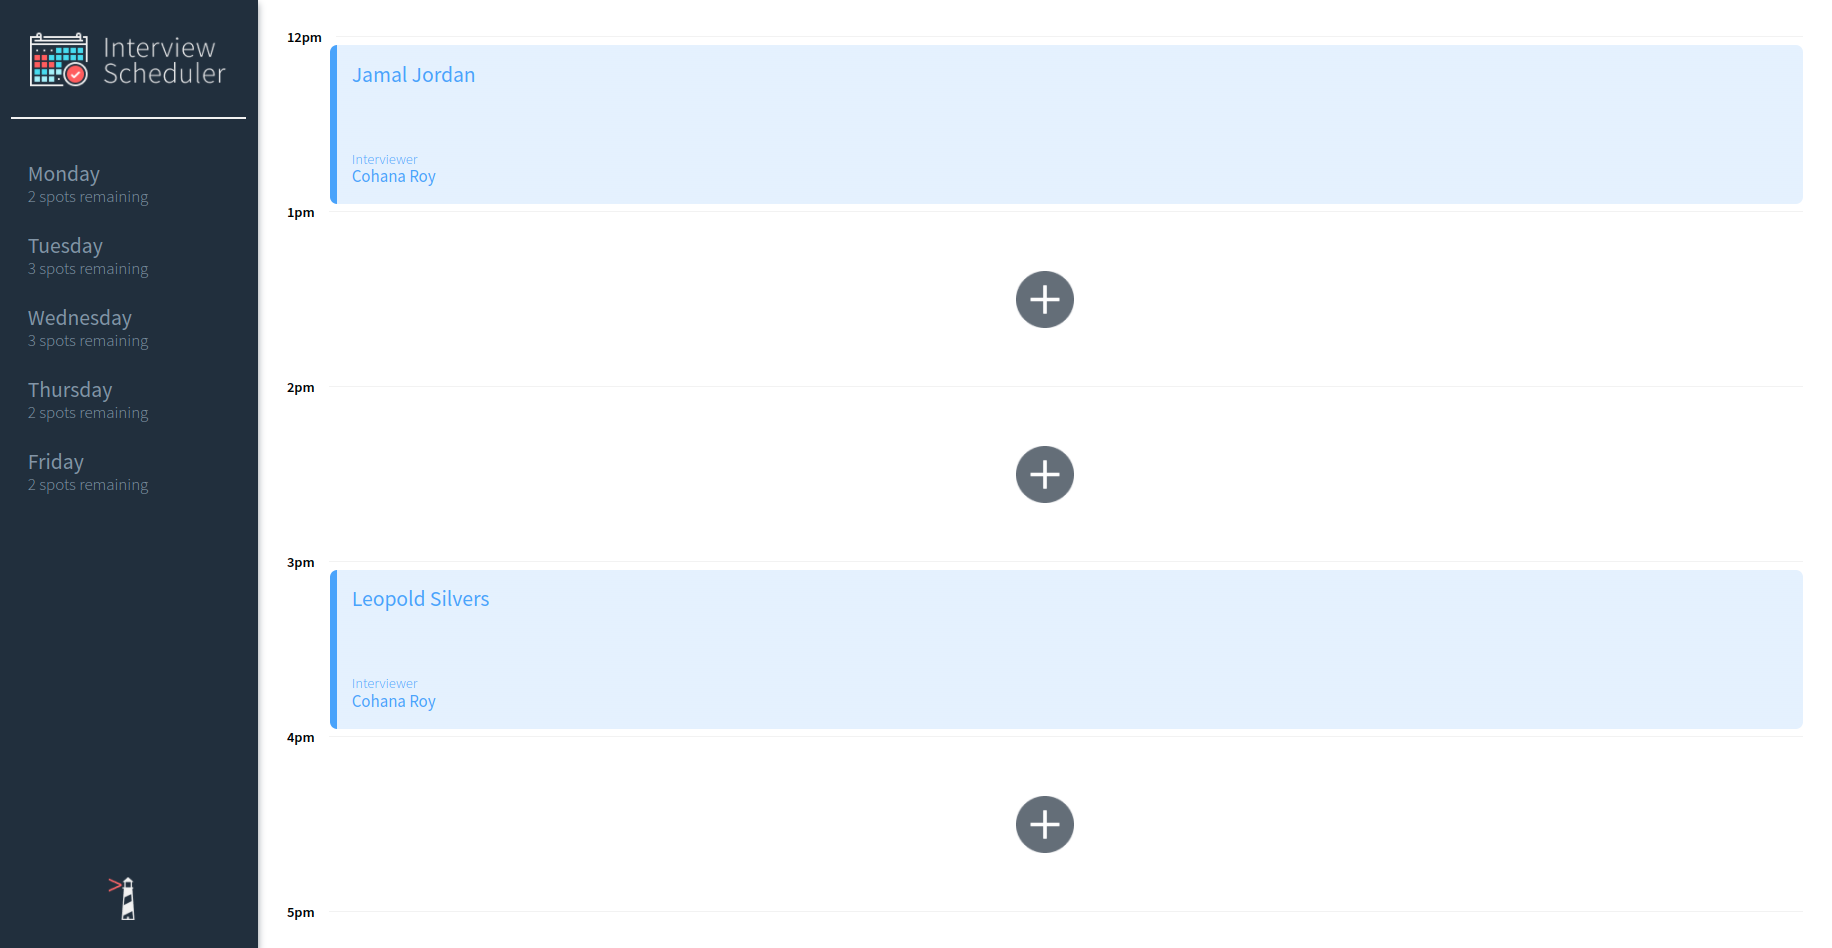 Interview
Scheduler
Monday
2 spots remaining
Tuesday
3 spots remaining
Wednesday
3 spots remaining
Thursday
2 spots remaining
Friday
2 spots remaining
12pm
Jamal Jordan
Interviewer
Cohana Roy
1pm
2pm
3pm
Leopold Silvers
Interviewer
Cohana Roy
4pm
5pm